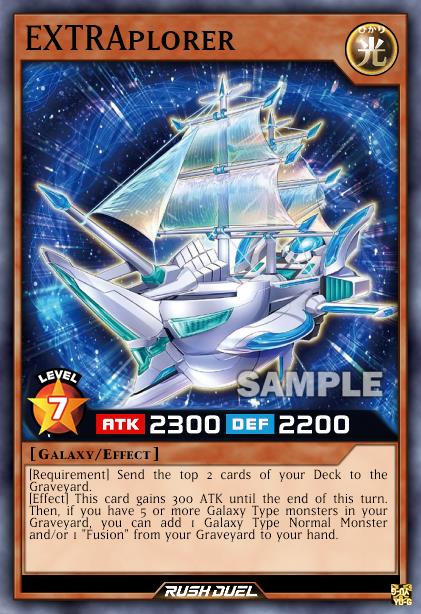 EXTRAPLORER
ひかり
光
SAMPLE
LEVEL
7
ATK 2300 DEF 2200
[ GALAXY/EFFECT ]
[Requirement] Send the top 2 cards of your Deck to the
Graveyard.
[Effect] This card gains 300 ATK until the end of this turn.
Then, if you have 5 or more Galaxy Type monsters in your
Graveyard, you can add 1 Galaxy Type Normal Monster
and/or 1 "Fusion" from your Graveyard to your hand.
RUSH DUEL